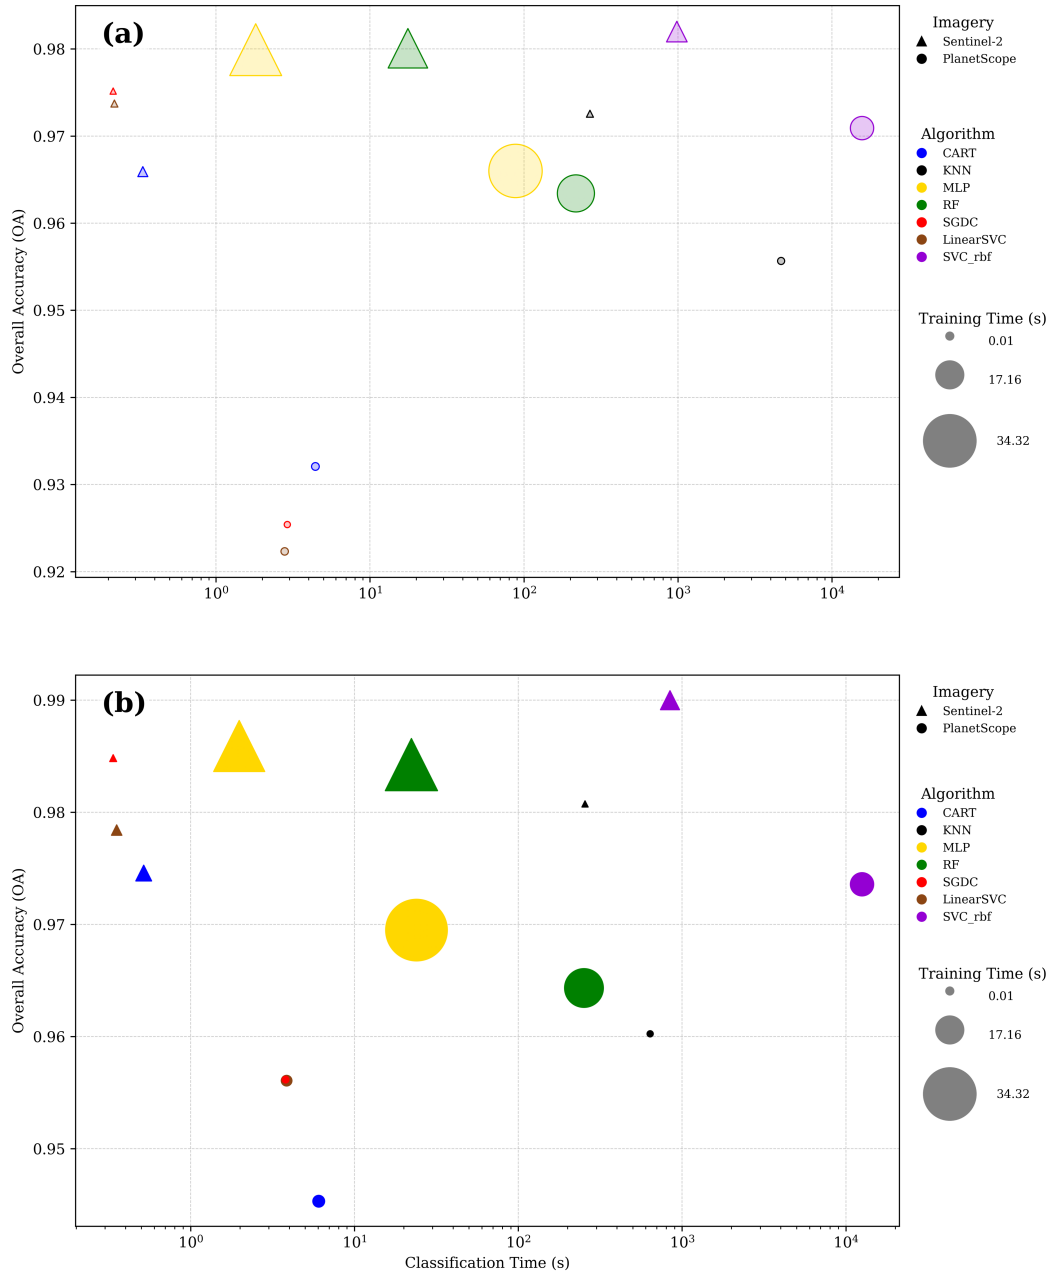 (a)
Overall Accuracy (OA)
0.98
0.97
0.96
0.95
0.94
0.93
0.92
10⁰
10¹
10²
10³
10⁴
Imagery
Sentinel-2
PlanetScope
Algorithm
CART
KNN
MLP
RF
SGDC
LinearSVC
SVC_rbf
Training Time (s)
0.01
17.16
34.32
(b)
Overall Accuracy (OA)
0.99
0.98
0.97
0.96
0.95
10⁰
10¹
10²
10³
10⁴
Classification Time (s)
Imagery
Sentinel-2
PlanetScope
Algorithm
CART
KNN
MLP
RF
SGDC
LinearSVC
SVC_rbf
Training Time (s)
0.01
17.16
34.32